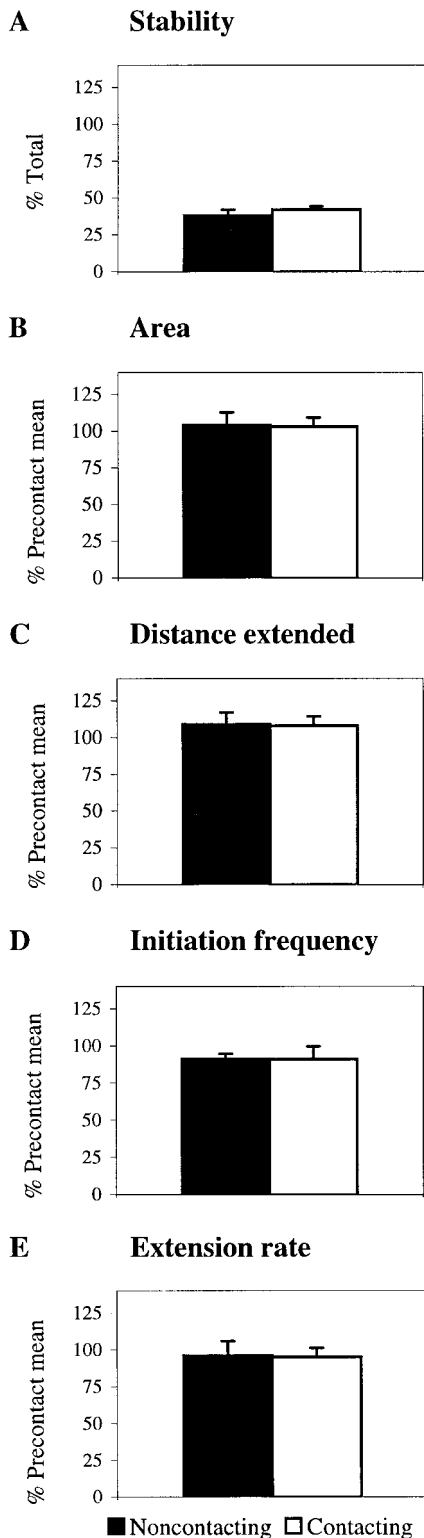 A Stability
125
100
75
50
25
0
% Total
B Area
125
100
75
50
25
0
% Precontact mean
C Distance extended
125
100
75
50
25
0
% Precontact mean
D Initiation frequency
125
100
75
50
25
0
% Precontact mean
E Extension rate
125
100
75
50
25
0
% Precontact mean
Noncontacting Contacting